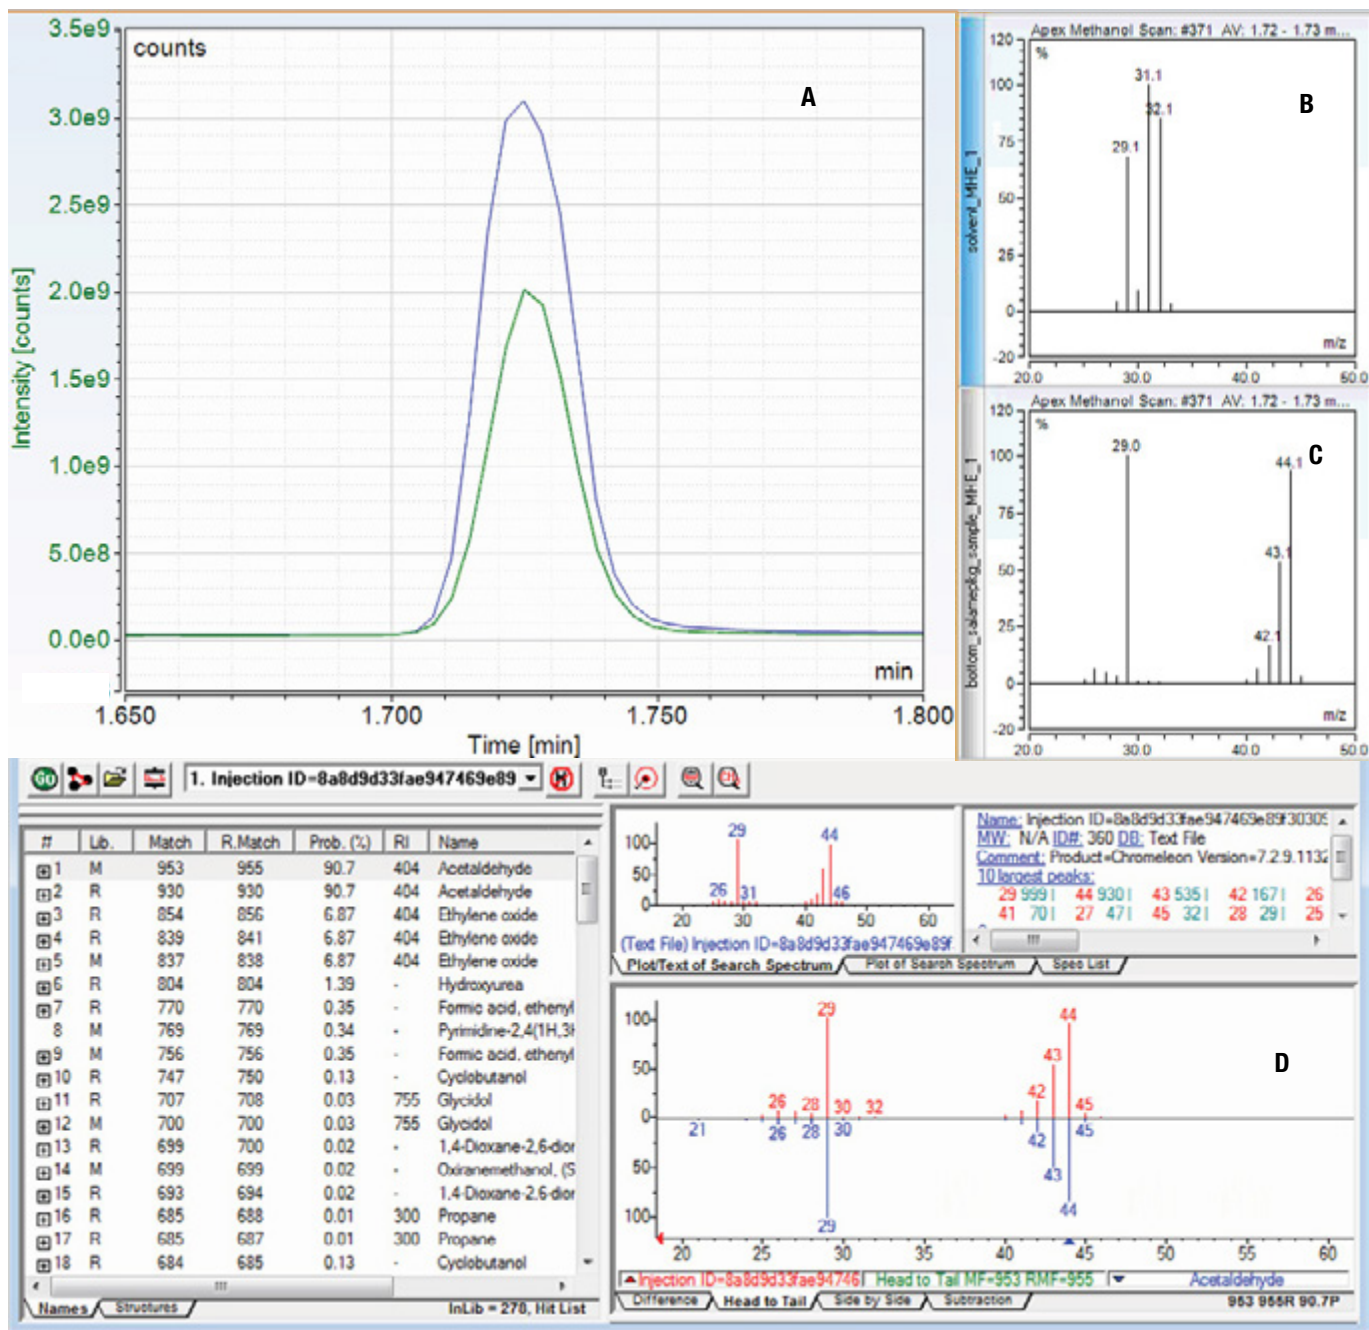 3.5e9
3.0e9
2.5e9
2.0e9
1.5e9
1.0e9
5.0e8
0.0e0
Intensity [counts]
counts
A
min
1.650
1.700
1.750
1.800
Time [min]
Apex Methanol Scan: #371 AV: 1.72 - 1.73 m...
solvent_MHE_1
120
100
75
50
25
0
-20
%
31.1
32.1
29.1
B
m/z
20.0
30.0
40.0
50.0
Apex Methanol Scan: #371 AV: 1.72 - 1.73 m...
bottom_salamepkg_sample_MHE_1
120
100
75
50
25
0
-20
%
29.0
44.1
43.1
42.1
C
m/z
20.0
30.0
40.0
50.0
Go
1. Injection ID=8a8d9d33fae947469e89
# Lib. Match R.Match Prob. (%) RI Name
1 M 953 955 90.7 404 Acetaldehyde
2 R 930 930 90.7 404 Acetaldehyde
3 R 854 856 6.87 404 Ethylene oxide
4 R 839 841 6.87 404 Ethylene oxide
5 M 837 838 6.87 404 Ethylene oxide
6 R 804 804 1.39 - Hydroxyurea
7 R 770 770 0.35 - Formic acid, ethenyl
8 M 769 769 0.34 - Pyrimidine-2,4(1H,3H
9 M 756 756 0.35 - Formic acid, ethenyl
10 R 747 750 0.13 - Cyclobutanol
11 R 707 708 0.03 755 Glycidol
12 M 700 700 0.03 755 Glycidol
13 R 699 700 0.02 - 1,4-Dioxane-2,6-dior
14 M 699 699 0.02 - Oxiranemethanol, (S
15 R 693 694 0.02 - 1,4-Dioxane-2,6-dior
16 R 685 688 0.01 300 Propane
17 R 685 687 0.01 300 Propane
18 R 684 685 0.13 - Cyclobutanol
Names
Structures
InLib = 278, Hit List
100
50
0
29
44
26
31
46
20
40
60
(Text File) Injection ID=8a8d9d33fae947469e89f
Plot/Text of Search Spectrum
Plot of Search Spectrum
Spec List
Name: Injection ID=8a8d9d33fae947469e89f30309
MW: N/A ID#: 360 DB: Text File
Comment: Product=Chromeleon Version=7.2.9.1132
10 largest peaks:
29 999 | 44 930 | 43 535 | 42 167 | 26
41 70 | 27 47 | 45 32 | 28 29 | 25
100
50
0
50
100
29
44
43
42
26
28
30
32
45
21
26
28
30
42
45
43
44
29
D
20
25
30
35
40
45
50
55
60
Injection ID=8a8d9d33fae94746
Head to Tail MF=953 RMF=955
Acetaldehyde
Difference
Head to Tail
Side by Side
Subtraction
953 955R 90.7P